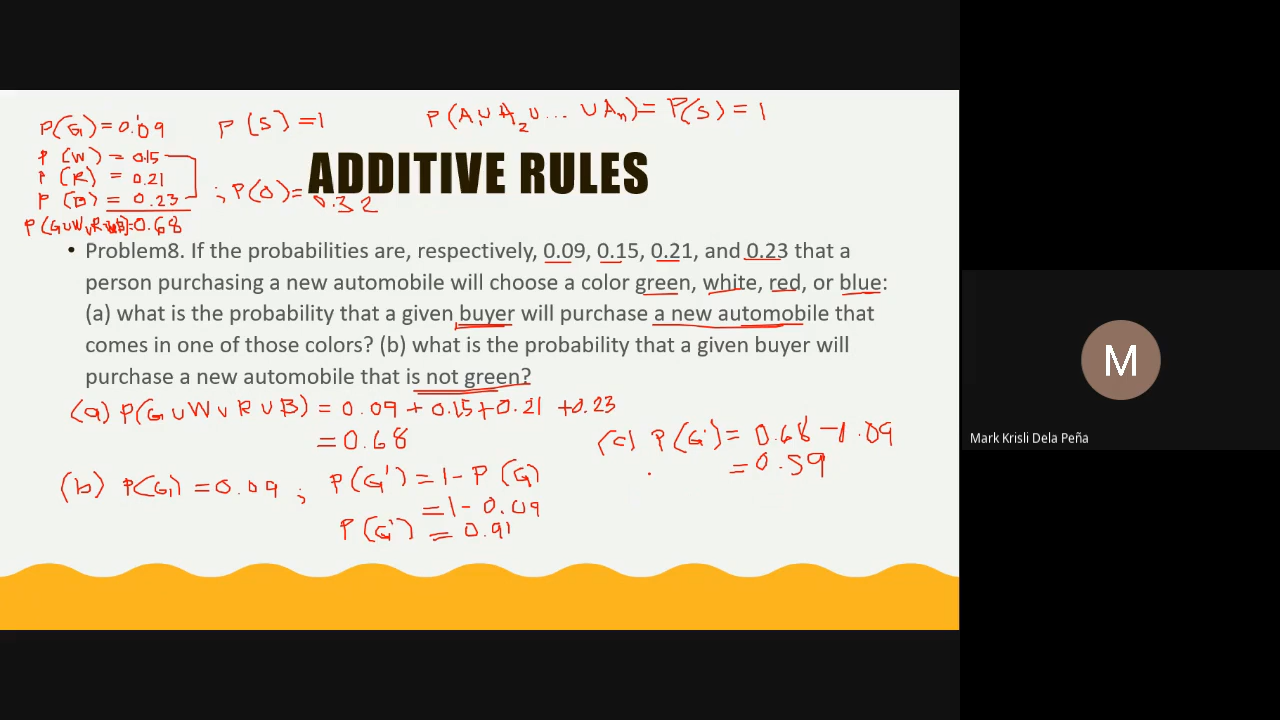 P(G) = 0.09
P(S) = 1
P(A₁∪A₂∪... ∪An) = P(S) = 1
P(W) = 0.15
P(R) = 0.21
P(B) = 0.23
; P(O) = 0.32
P(G∪W∪R∪B) = 0.68
ADDITIVE RULES
• Problem8. If the probabilities are, respectively, 0.09, 0.15, 0.21, and 0.23 that a
person purchasing a new automobile will choose a color green, white, red, or blue:
(a) what is the probability that a given buyer will purchase a new automobile that
comes in one of those colors? (b) what is the probability that a given buyer will
purchase a new automobile that is not green?
(a) P(G∪W∪R∪B) = 0.09 + 0.15 + 0.21 + 0.23
= 0.68
(b) P(G) = 0.09 ; P(G') = 1 - P(G)
= 1 - 0.09
P(G') = 0.91
(c) P(G') = 0.68 - 0.09
= 0.59
M
Mark Krisli Dela Peña